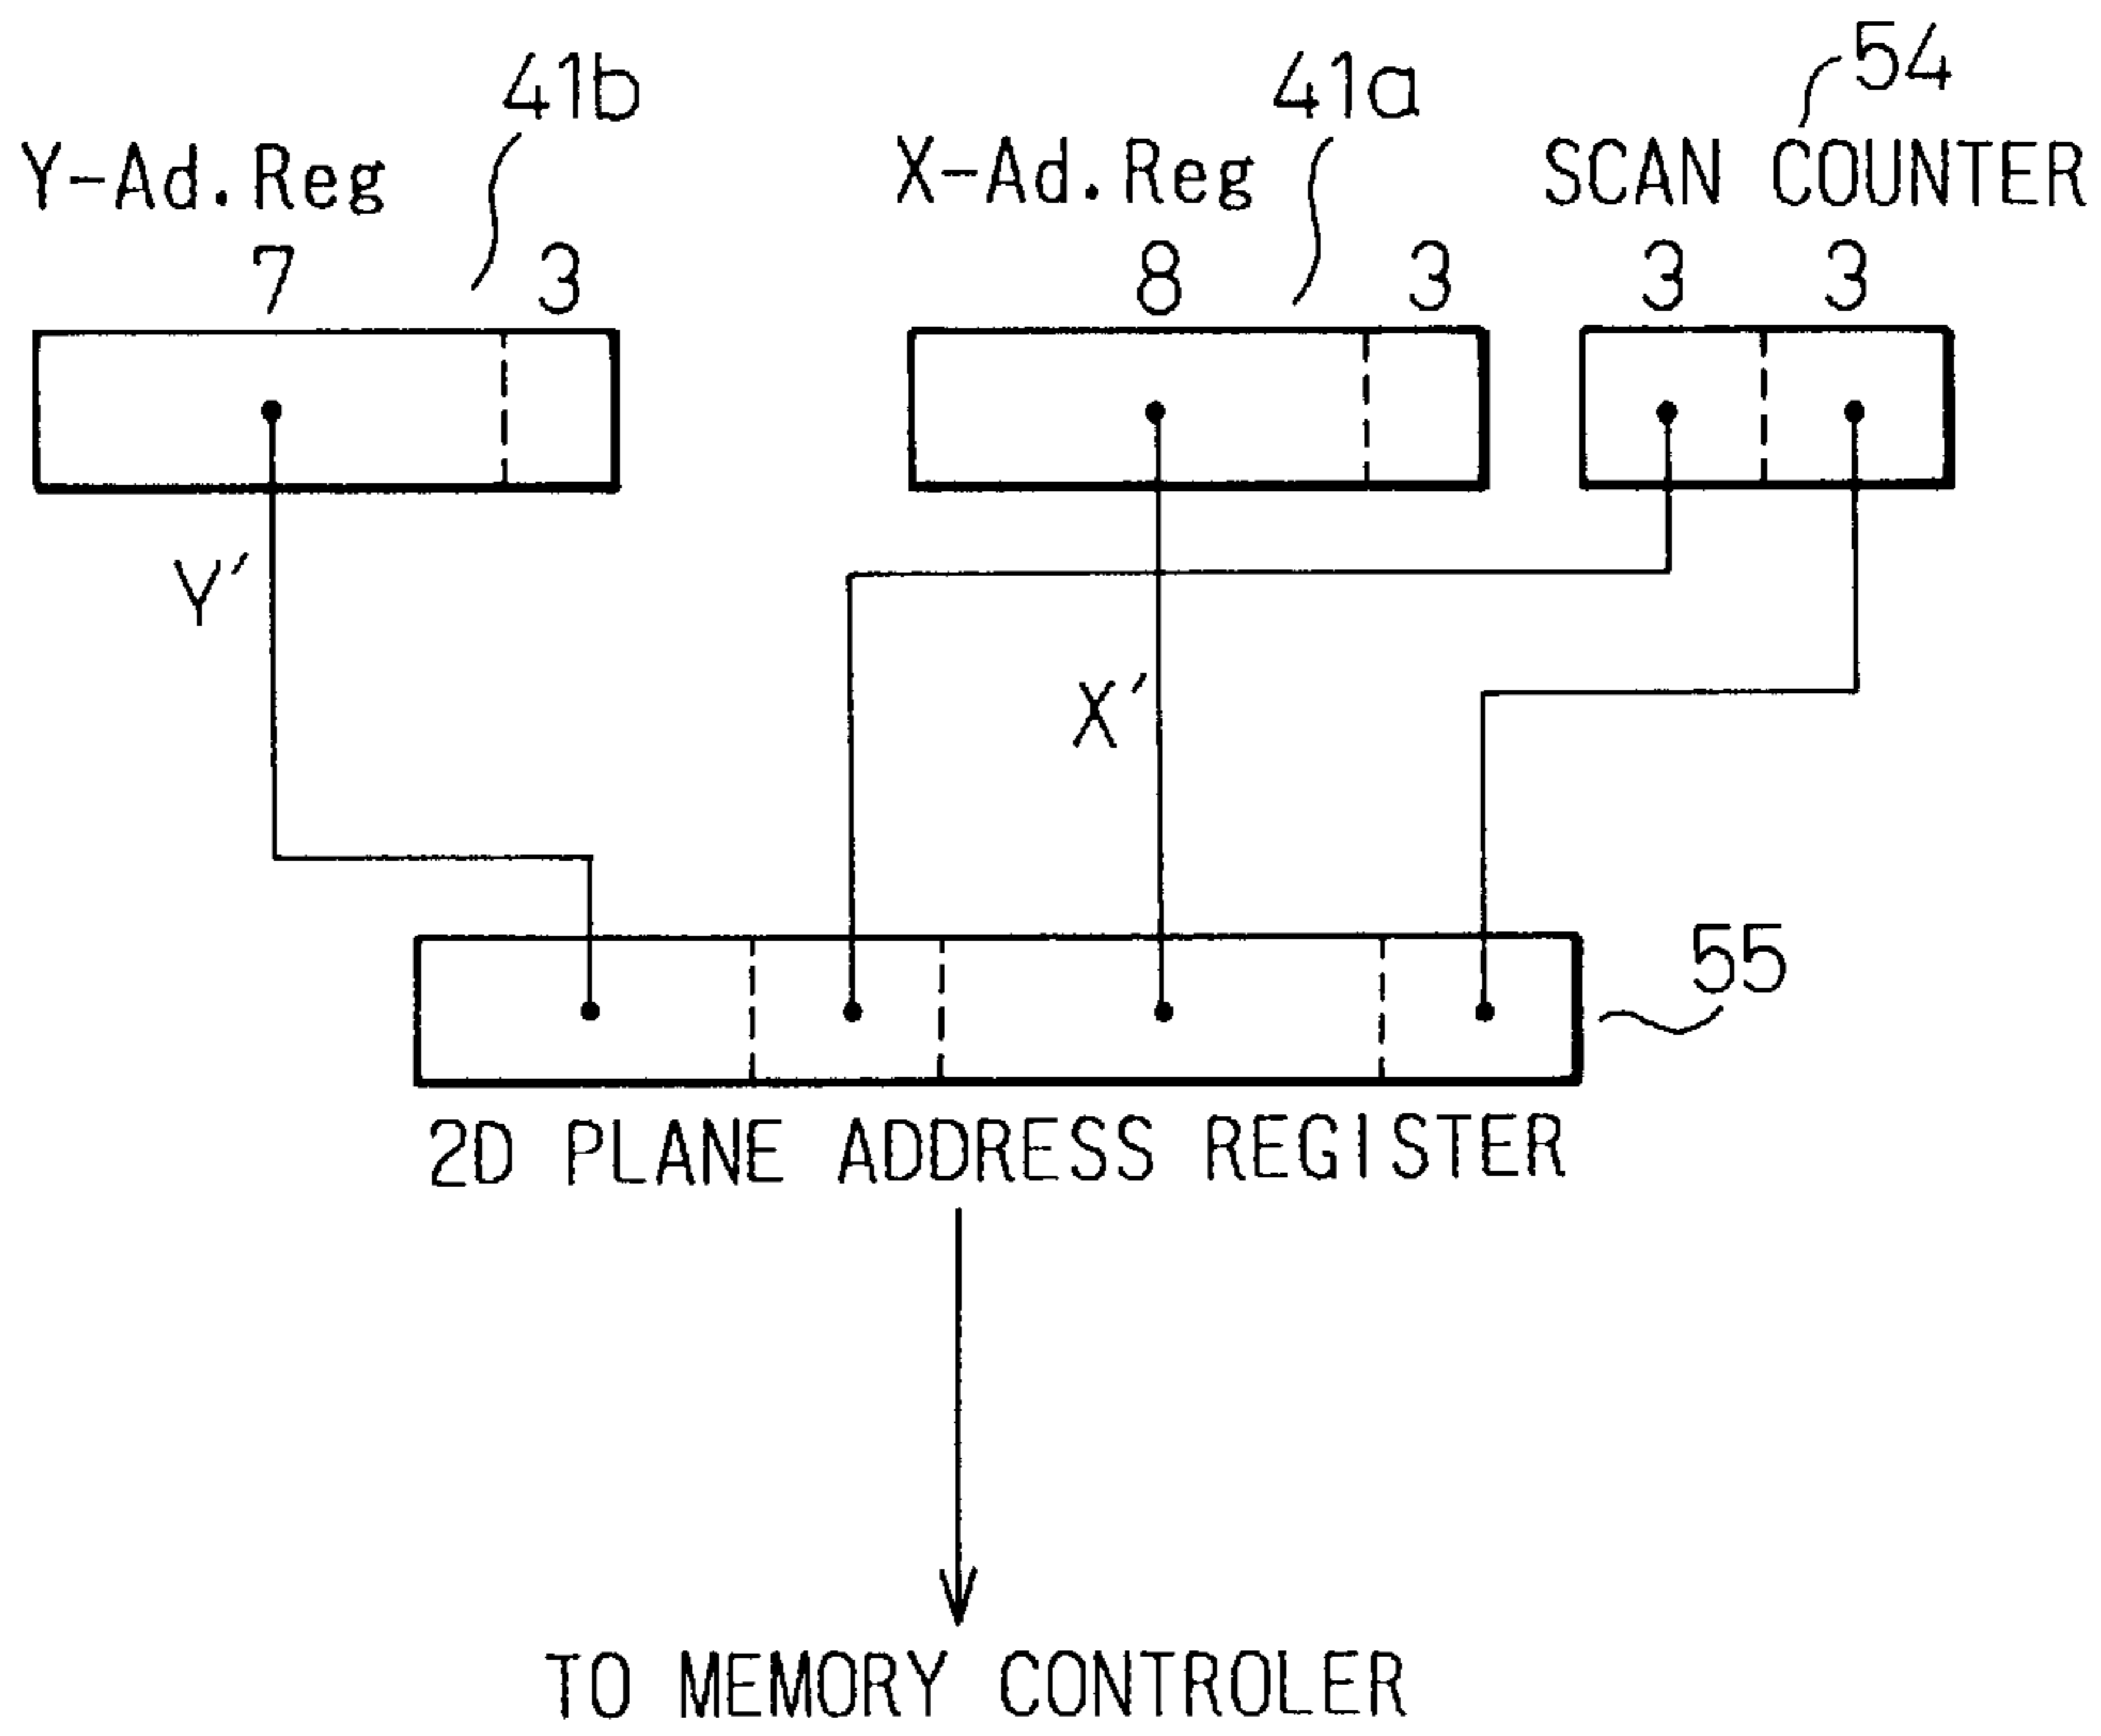 41b 41a 54
Y-Ad.Reg X-Ad.Reg SCAN COUNTER
7 3 8 3 3 3
Y′
X′
55
2D PLANE ADDRESS REGISTER
TO MEMORY CONTROLER